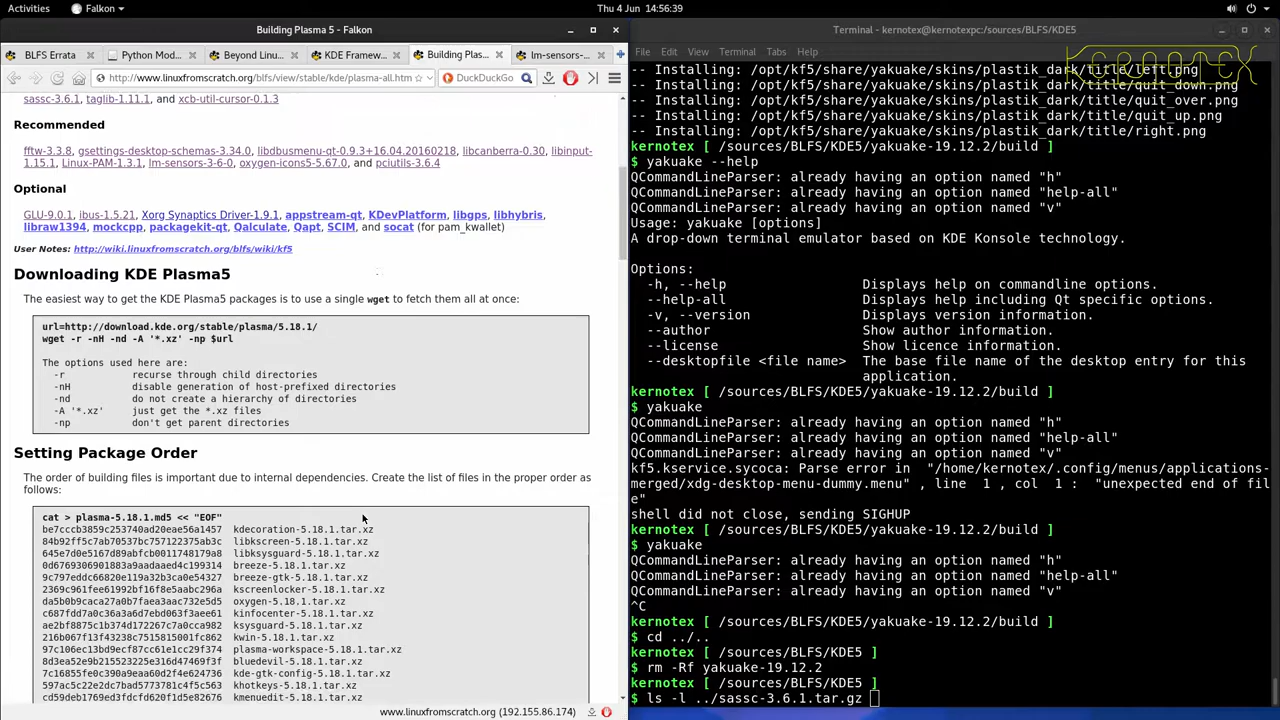 Activities Falkon Thu 4 Jun 14:56:39
Building Plasma 5 - Falkon
BLFS Errata Python Mod... Beyond Linu... KDE Framew... Building Plas... lm-sensors-
http://www.linuxfromscratch.org/blfs/view/stable/kde/plasma-all.htm DuckDuckGo
sassc-3.6.1, taglib-1.11.1, and xcb-util-cursor-0.1.3
Recommended
fftw-3.3.8, gsettings-desktop-schemas-3.34.0, libdbusmenu-qt-0.9.3+16.04.20160218, libcanberra-0.30, libinput-
1.15.1, Linux-PAM-1.3.1, lm-sensors-3-6-0, oxygen-icons5-5.67.0, and pciutils-3.6.4
Optional
GLU-9.0.1, ibus-1.5.21, Xorg Synaptics Driver-1.9.1, appstream-qt, KDevPlatform, libgps, libhybris,
libraw1394, mockcpp, packagekit-qt, Qalculate, Qapt, SCIM, and socat (for pam_kwallet)
User Notes: http://wiki.linuxfromscratch.org/blfs/wiki/kf5
Downloading KDE Plasma5
The easiest way to get the KDE Plasma5 packages is to use a single wget to fetch them all at once:
url=http://download.kde.org/stable/plasma/5.18.1/
wget -r -nH -nd -A '*.xz' -np $url
The options used here are:
-r recurse through child directories
-nH disable generation of host-prefixed directories
-nd do not create a hierarchy of directories
-A '*.xz' just get the *.xz files
-np don't get parent directories
Setting Package Order
The order of building files is important due to internal dependencies. Create the list of files in the proper order as
follows:
cat > plasma-5.18.1.md5 << "EOF"
be7cccb3859c253740ad20eae56a1457 kdecoration-5.18.1.tar.xz
84b92ff5c7ab70537bc757122375ab3c libkscreen-5.18.1.tar.xz
645e7d0e5167d89abfcb0011748179a8 libksysguard-5.18.1.tar.xz
0d6769306901883a9aadaaed4c199314 breeze-5.18.1.tar.xz
9c797eddc66820e119a32b3ca0e54327 breeze-gtk-5.18.1.tar.xz
2369c961fee61992bf16f8e5aabc296a kscreenlocker-5.18.1.tar.xz
da5b0b9caca27a0b7faea3aac732e5d5 oxygen-5.18.1.tar.xz
c687fdd7a0c36a3a6d7ebd063f3aee61 kinfocenter-5.18.1.tar.xz
ae2bf8875c1b374d172267c7a0cca982 ksysguard-5.18.1.tar.xz
216b067f13f43238c7515815001fc862 kwin-5.18.1.tar.xz
97c106ec13bd9ecf87cc61e1cc29f374 plasma-workspace-5.18.1.tar.xz
8d3ea52e9b215523225e316d47469f3f bluedevil-5.18.1.tar.xz
72c7501be7b3c890aea60d2f4e624736 kde-gtk-config-5.18.1.tar.xz
597ac5c22e2dc7bad5773781c4f5c563 khotkeys-5.18.1.tar.xz
cd59deb1769ed3fdcfd620f1d5e82676 kmenuedit-5.18.1.tar.xz
www.linuxfromscratch.org (192.155.86.174)
Terminal - kernotex@kernotexpc:/sources/BLFS/KDE5
File Edit View Terminal Tabs Help
KERNOTEX
-- Installing: /opt/kf5/share/yakuake/skins/plastik_dark/title/left.png
-- Installing: /opt/kf5/share/yakuake/skins/plastik_dark/title/quit_down.png
-- Installing: /opt/kf5/share/yakuake/skins/plastik_dark/title/quit_over.png
-- Installing: /opt/kf5/share/yakuake/skins/plastik_dark/title/quit_up.png
-- Installing: /opt/kf5/share/yakuake/skins/plastik_dark/title/right.png
kernotex [ /sources/BLFS/KDE5/yakuake-19.12.2/build ]
$ yakuake --help
QCommandLineParser: already having an option named "h"
QCommandLineParser: already having an option named "help-all"
QCommandLineParser: already having an option named "v"
Usage: yakuake [options]
A drop-down terminal emulator based on KDE Konsole technology.
Options:
-h, --help Displays help on commandline options.
--help-all Displays help including Qt specific options.
-v, --version Displays version information.
--author Show author information.
--license Show licence information.
--desktopfile <file name> The base file name of the desktop entry for this
application.
kernotex [ /sources/BLFS/KDE5/yakuake-19.12.2/build ]
$ yakuake
QCommandLineParser: already having an option named "h"
QCommandLineParser: already having an option named "help-all"
QCommandLineParser: already having an option named "v"
kf5.kservice.sycoca: Parse error in "/home/kernotex/.config/menus/applications-
merged/xdg-desktop-menu-dummy.menu" , line 1 , col 1 : "unexpected end of fil
e"
shell did not close, sending SIGHUP
kernotex [ /sources/BLFS/KDE5/yakuake-19.12.2/build ]
$ yakuake
QCommandLineParser: already having an option named "h"
QCommandLineParser: already having an option named "help-all"
QCommandLineParser: already having an option named "v"
^C
kernotex [ /sources/BLFS/KDE5/yakuake-19.12.2/build ]
$ cd ../..
kernotex [ /sources/BLFS/KDE5 ]
$ rm -Rf yakuake-19.12.2
kernotex [ /sources/BLFS/KDE5 ]
$ ls -l ../sassc-3.6.1.tar.gz